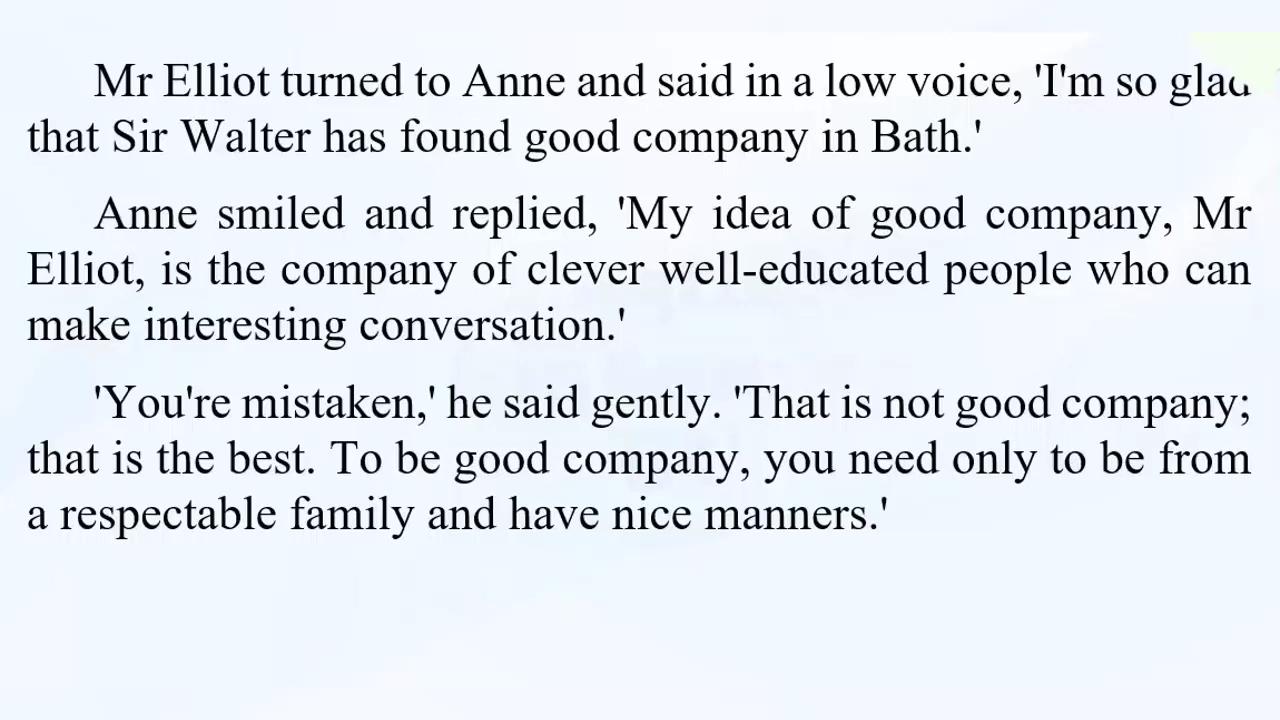 Mr Elliot turned to Anne and said in a low voice, 'I'm so glad
that Sir Walter has found good company in Bath.'
Anne smiled and replied, 'My idea of good company, Mr
Elliot, is the company of clever well-educated people who can
make interesting conversation.'
'You're mistaken,' he said gently. 'That is not good company;
that is the best. To be good company, you need only to be from
a respectable family and have nice manners.'